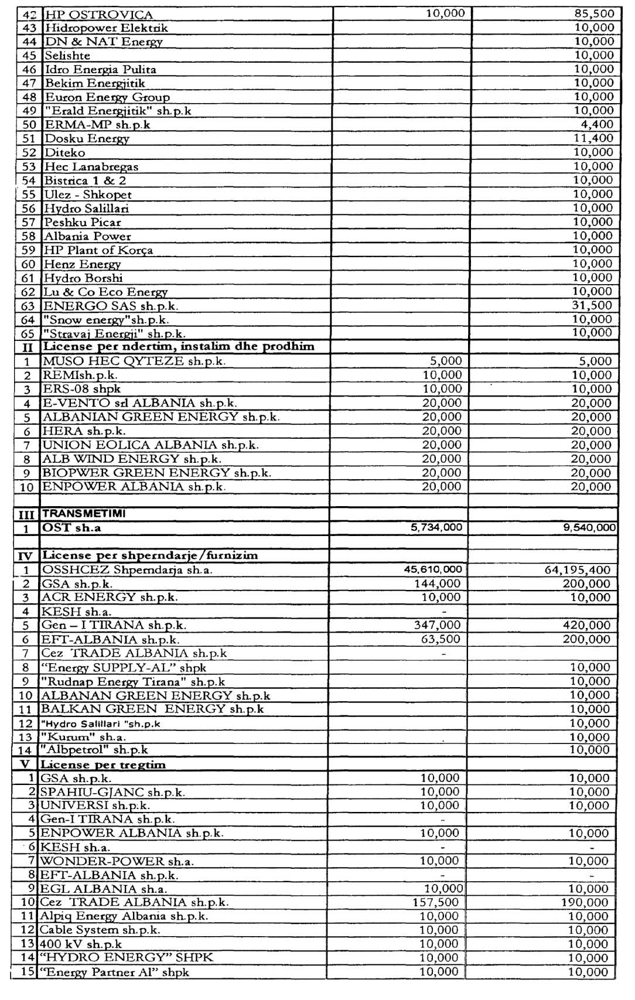 42 HP OSTROVICA 10,000 85,500
43 Hidropower Elektrik 10,000
44 DN & NAT Energy 10,000
45 Selishte 10,000
46 Idro Energia Pulita 10,000
47 Bekim Energjitik 10,000
48 Euron Energy Group 10,000
49 "Erald Energjitik" sh.p.k 10,000
50 ERMA-MP sh.p.k 4,400
51 Dosku Energy 11,400
52 Diteko 10,000
53 Hec Lanabregas 10,000
54 Bistrica 1 & 2 10,000
55 Ulez - Shkopet 10,000
56 Hydro Salillari 10,000
57 Peshku Picar 10,000
58 Albania Power 10,000
59 HP Plant of Korça 10,000
60 Henz Energy 10,000
61 Hydro Borshi 10,000
62 Lu & Co Eco Energy 10,000
63 ENERGO SAS sh.p.k. 31,500
64 "Snow energy"sh.p.k. 10,000
65 "Stravaj Energji" sh.p.k. 10,000
II License per ndertim, instalim dhe prodhim
1 MUSO HEC QYTEZE sh.p.k. 5,000 5,000
2 REMIsh.p.k. 10,000 10,000
3 ERS-08 shpk 10,000 10,000
4 E-VENTO srl ALBANIA sh.p.k. 20,000 20,000
5 ALBANIAN GREEN ENERGY sh.p.k. 20,000 20,000
6 HERA sh.p.k. 20,000 20,000
7 UNION EOLICA ALBANIA sh.p.k. 20,000 20,000
8 ALB WIND ENERGY sh.p.k. 20,000 20,000
9 BIOPWER GREEN ENERGY sh.p.k. 20,000 20,000
10 ENPOWER ALBANIA sh.p.k. 20,000 20,000
III TRANSMETIMI
1 OST sh.a 5,734,000 9,540,000
IV License per shperndarje/furnizim
1 OSSHCEZ Shperndarja sh.a. 45,610,000 64,195,400
2 GSA sh.p.k. 144,000 200,000
3 ACR ENERGY sh.p.k. 10,000 10,000
4 KESH sh.a. -
5 Gen – I TIRANA sh.p.k. 347,000 420,000
6 EFT-ALBANIA sh.p.k. 63,500 200,000
7 Cez TRADE ALBANIA sh.p.k -
8 “Energy SUPPLY-AL” shpk 10,000
9 "Rudnap Energy Tirana" sh.p.k 10,000
10 ALBANAN GREEN ENERGY sh.p.k 10,000
11 BALKAN GREEN ENERGY sh.p.k 10,000
12 "Hydro Salillari "sh.p.k 10,000
13 "Kurum" sh.a. 10,000
14 "Albpetrol" sh.p.k 10,000
V License per tregtim
1 GSA sh.p.k. 10,000 10,000
2 SPAHIU-GJANC sh.p.k. 10,000 10,000
3 UNIVERSI sh.p.k. 10,000 10,000
4 Gen-I TIRANA sh.p.k. -
5 ENPOWER ALBANIA sh.p.k. 10,000 10,000
6 KESH sh.a. - -
7 WONDER-POWER sh.a. 10,000 10,000
8 EFT-ALBANIA sh.p.k. - -
9 EGL ALBANIA sh.a. 10,000 10,000
10 Cez TRADE ALBANIA sh.p.k. 157,500 190,000
11 Alpiq Energy Albania sh.p.k. 10,000 10,000
12 Cable System sh.p.k. 10,000 10,000
13 400 kV sh.p.k 10,000 10,000
14 “HYDRO ENERGY” SHPK 10,000 10,000
15 “Energy Partner Al” shpk 10,000 10,000